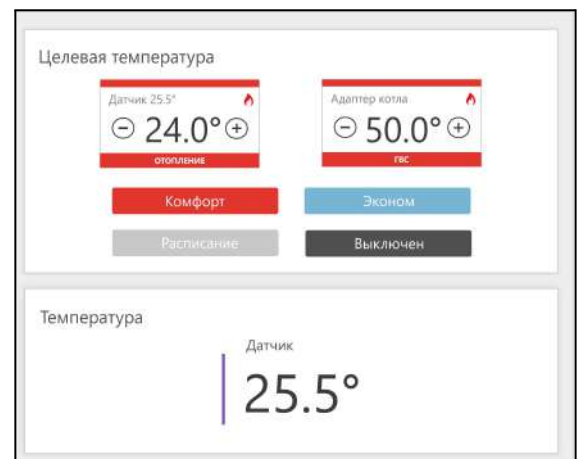 Целевая температура
Датчик 25.5°
24.0°
ОТОПЛЕНИЕ
Адаптер котла
50.0°
ГВС
Комфорт
Эконом
Расписание
Выключен
Температура
Датчик
25.5°